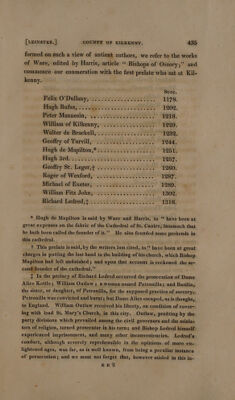 [LEINSTER.] COUNTY OF KILKENNY. 435
formed on such a view of antient authors, we refer to the works
of Ware, edited by Harris, article “ Bishops of Ossory;” and
commence our enumeration with the first prelate who sat at Kil-
kenny.
Succ.
Felix O'Dullany, 1178.
Hugh Rufus, 1202.
Peter Mannesin, 1218.
William of Kilkenny, 1229.
Walter de Brackell, 1232.
Geoffry of Turvill, 1244.
Hugh de Mapilton,* 1251.
Hugh 3rd. 1257.
Geoffry St. Leger,† 1260.
Roger of Wexford, 1287.
Michael of Exeter, 1289.
William Fitz John, 1302.
Richard Ledred,‡ 1318.
* Hugh de Mapilton is said by Ware and Harris, to “ have been at
great expenses on the fabric of the Cathedral of St. Canice, insomuch that
he hath been called the founder of it.” He also founded some prebends in
this cathedral.
† This prelate is said, by the writers last cited, to “ have been at great
charges in putting the last hand to the building of his church, which Bishop
Mapilton had left unfinished; and upon that account is reckoned the se-
cond founder of the cathedral.”
‡ In the prelacy of Richard Ledred occurred the prosecution of Dame
Alice Kettle; William Outlaw; a woman named Petronilla; and Basilia,
the sister, or daughter, of Petronilla, for the supposed practice of sorcery.
Petronilla was convicted and burnt; but Dame Alice escaped, as is thought,
to England. William Outlaw received his liberty, on condition of cover-
ing with lead St. Mary's Church, in this city. Outlaw, profiting by the
party divisions which prevailed among the civil governors and the minis-
ters of religion, turned prosecutor in his turn; and Bishop Ledred himself
experienced imprisonment, and many other inconveniencies. Ledred's
conduct, although severely reprehensible in the opinions of more en-
lightened ages, was far, as is well known, from being a peculiar instance
of persecution; and we must not forget that, however misled in this in-